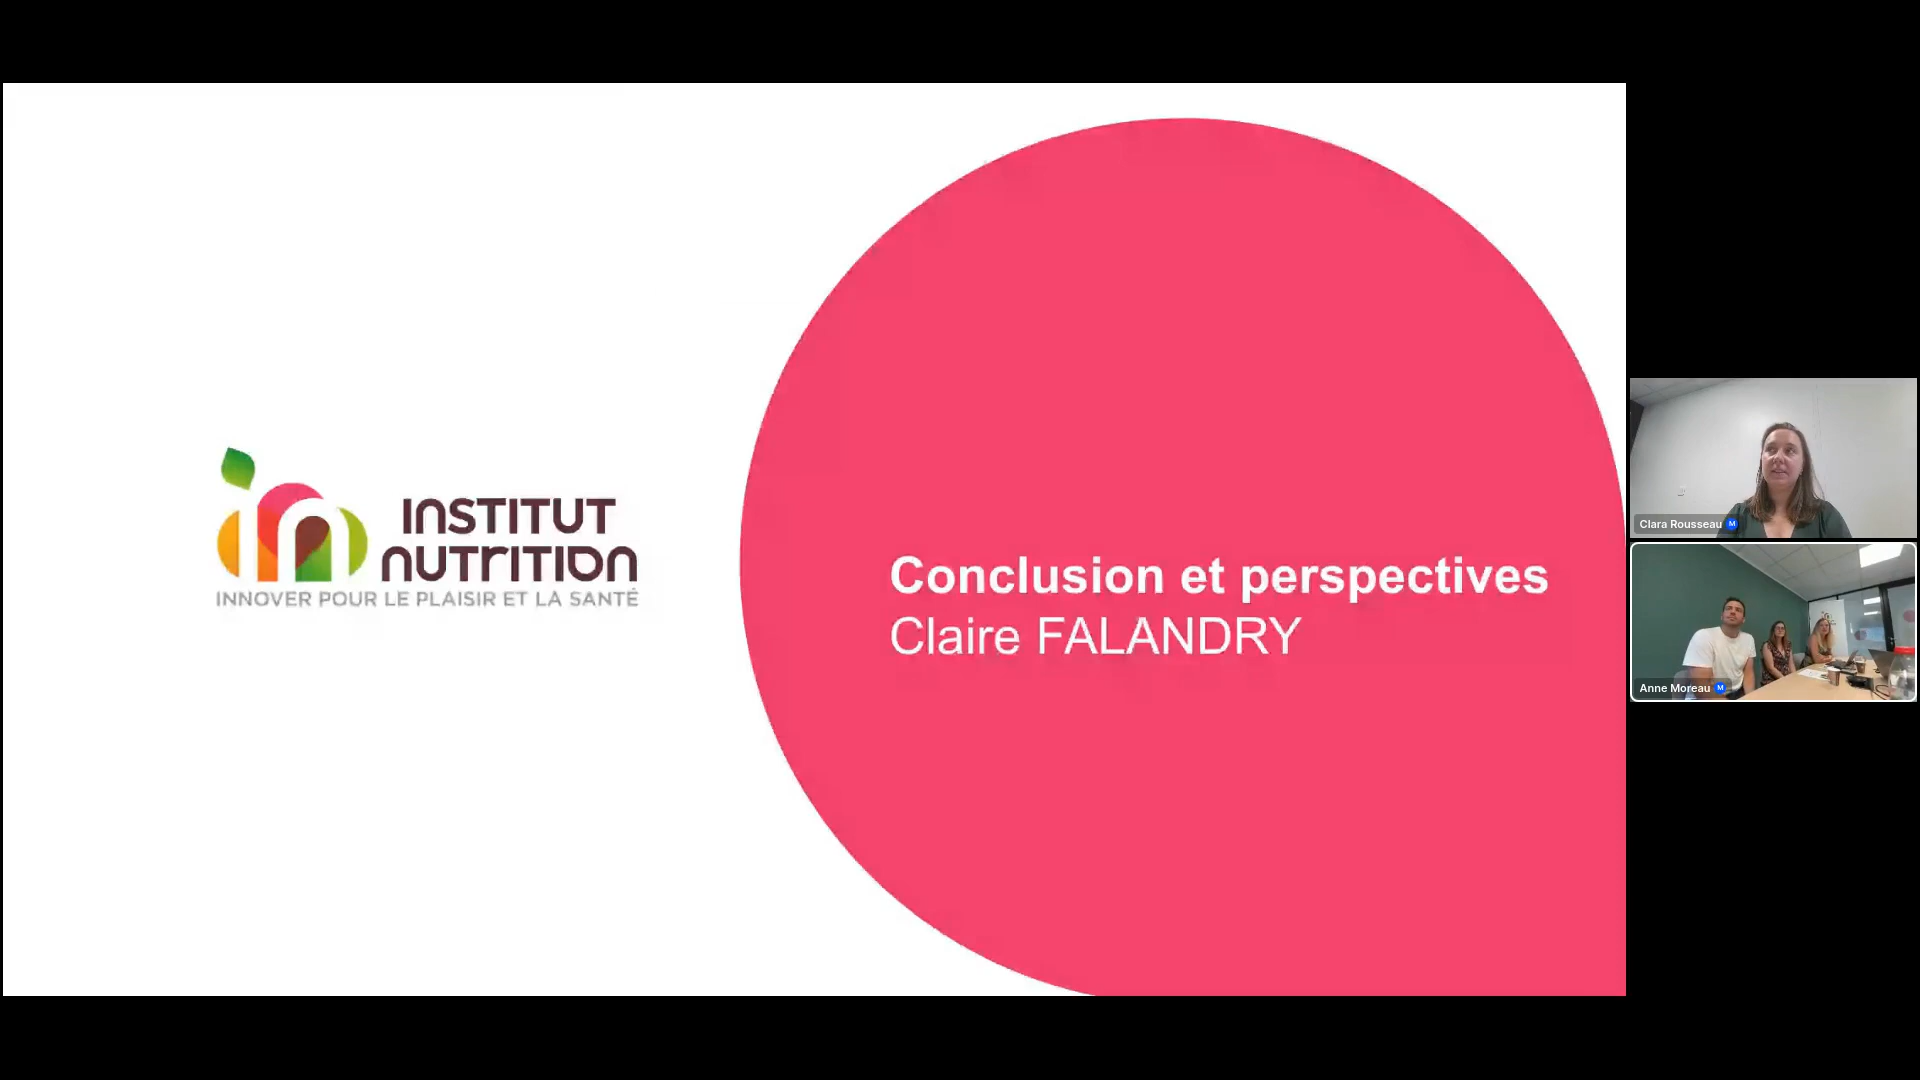 INSTITUT
NUTRITION
INNOVER POUR LE PLAISIR ET LA SANTÉ
Conclusion et perspectives
Claire FALANDRY
Clara Rousseau M
Anne Moreau M